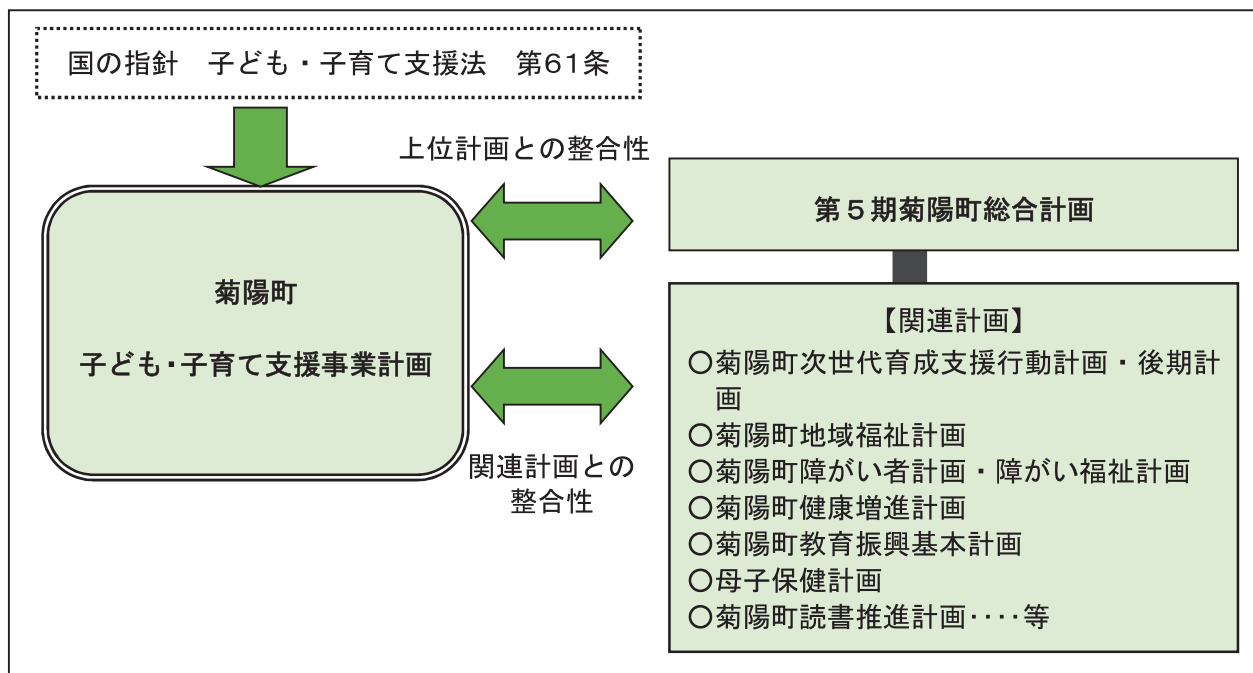 国の指針　子ども・子育て支援法　第61条
上位計画との整合性
第５期菊陽町総合計画
菊陽町
子ども･子育て支援事業計画
関連計画との
整合性
【関連計画】
○菊陽町次世代育成支援行動計画・後期計
画
○菊陽町地域福祉計画
○菊陽町障がい者計画・障がい福祉計画
○菊陽町健康増進計画
○菊陽町教育振興基本計画
○母子保健計画
○菊陽町読書推進計画････等